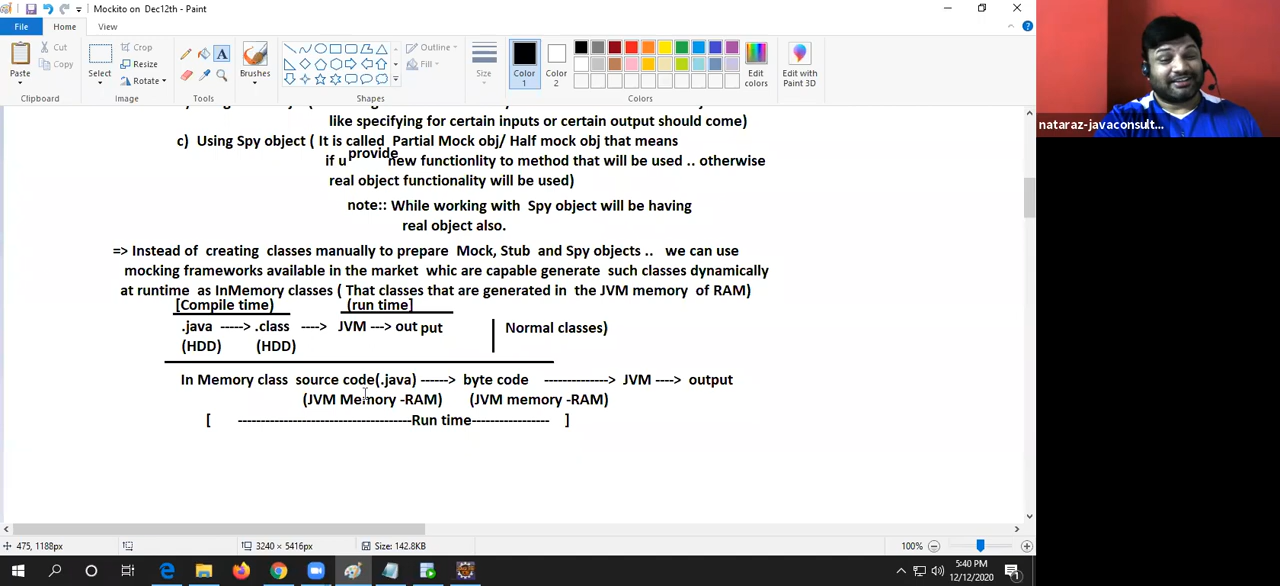 Mockito on Dec12th - Paint
File Home View
Cut
Copy
Paste
Clipboard
Select
Crop
Resize
Rotate
Image
A
Tools
Brushes
Outline
Fill
Shapes
Size
Color 1
Color 2
Edit colors
Edit with Paint 3D
Colors
nataraz-javaconsult...
like specifying for certain inputs or certain output should come)
c) Using Spy object ( It is called Partial Mock obj/ Half mock obj that means
if u provide new functionlity to method that will be used .. otherwise
real object functionality will be used)
note:: While working with Spy object will be having
real object also.
=> Instead of creating classes manually to prepare Mock, Stub and Spy objects .. we can use
mocking frameworks available in the market whic are capable generate such classes dynamically
at runtime as InMemory classes ( That classes that are generated in the JVM memory of RAM)
[Compile time) (run time]
.java -----> .class ----> JVM ---> out put | Normal classes)
(HDD) (HDD)
In Memory class source code(.java) ------> byte code -------------> JVM ----> output
(JVM Memory -RAM) (JVM memory -RAM)
[ --------------------------------------Run time----------------- ]
475, 1188px
3240 × 5416px
Size: 142.8KB
100%
5:40 PM
12/12/2020